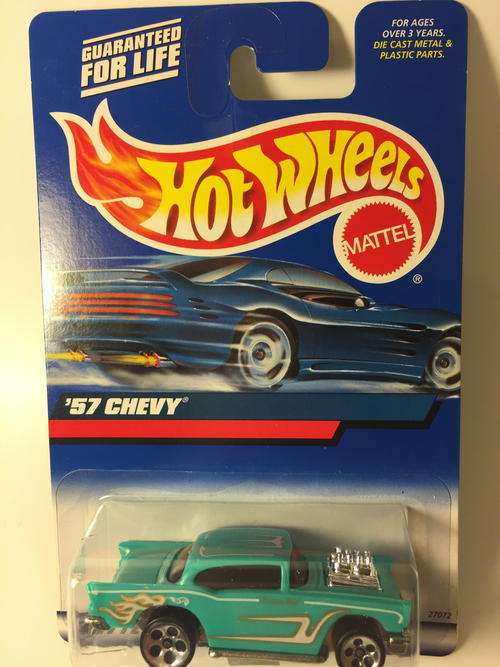 GUARANTEED
FOR LIFE
FOR AGES
OVER 3 YEARS.
DIE CAST METAL &
PLASTIC PARTS.
HOT WHEELS
MATTEL
®
'57 CHEVY®
27072